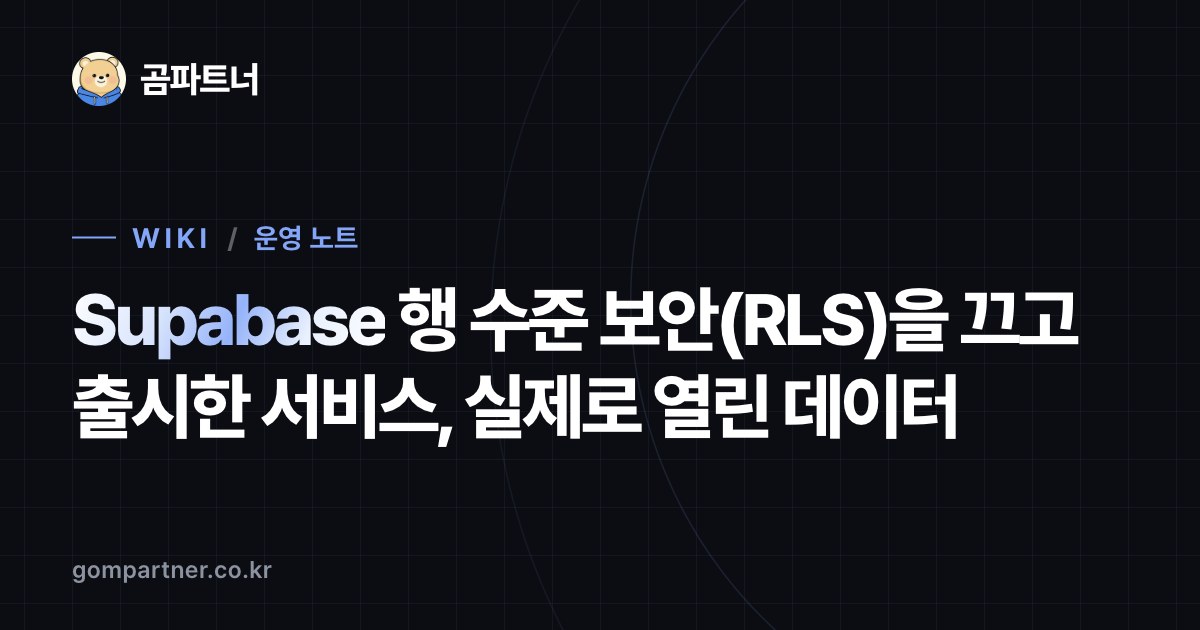 곰파트너
WIKI / 운영 노트
Supabase 행 수준 보안(RLS)을 끄고
출시한 서비스, 실제로 열린 데이터
gompartner.co.kr